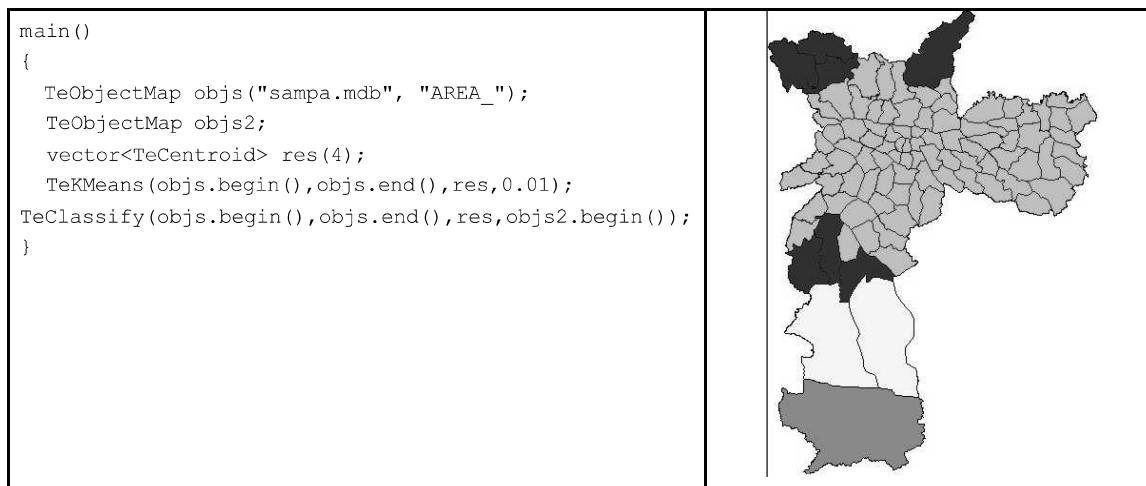 main()
{
TeObjectMap objs("sampa.mdb", "AREA_");
TeObjectMap objs2;
vector<TeCentroid> res(4);
TeKMeans(objs.begin(),objs.end(),res,0.01);
TeClassify(objs.begin(),objs.end(),res,objs2.begin());
}